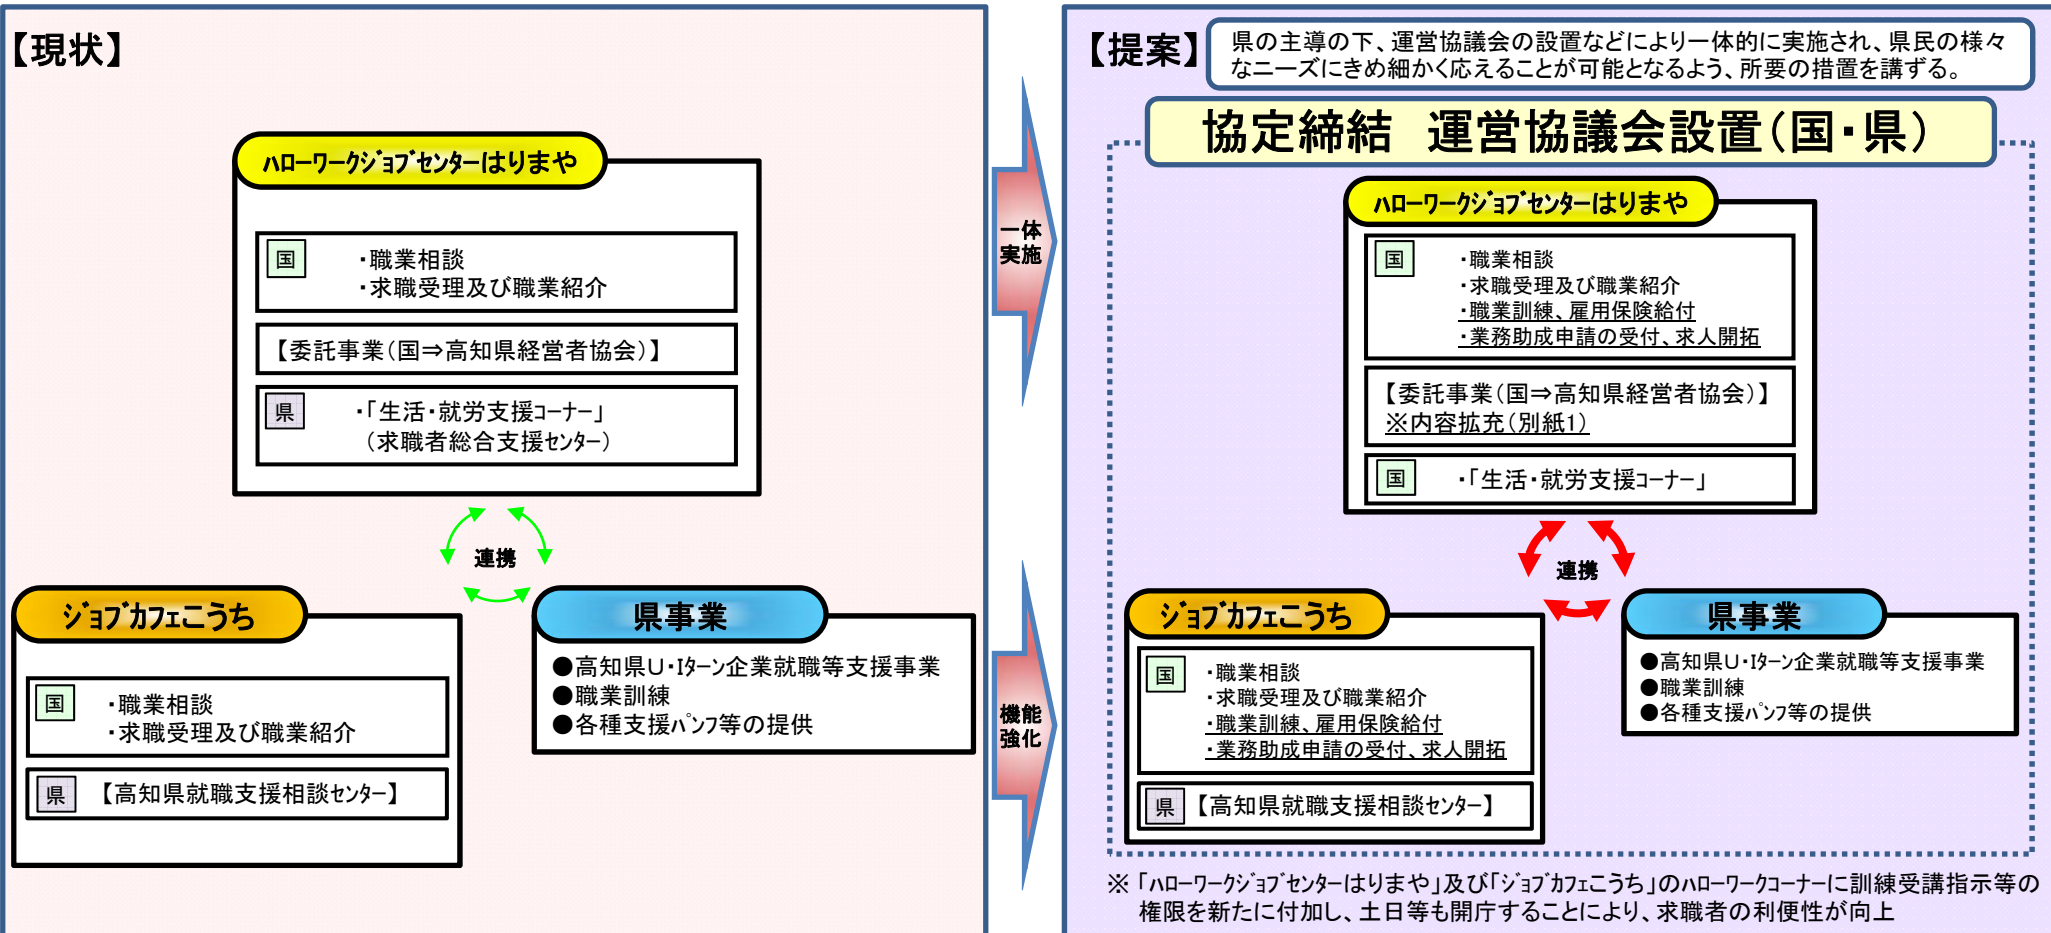 【現状】
ﾊﾛｰﾜｰｸｼﾞｮﾌﾞｾﾝﾀｰはりまや
国
・職業相談
・求職受理及び職業紹介
【委託事業(国⇒高知県経営者協会)】
県
・「生活・就労支援ｺｰﾅｰ」
(求職者総合支援ｾﾝﾀｰ)
連携
ｼﾞｮﾌﾞｶﾌｪこうち
国
・職業相談
・求職受理及び職業紹介
県
【高知県就職支援相談ｾﾝﾀｰ】
県事業
●高知県U・Iﾀｰﾝ企業就職等支援事業
●職業訓練
●各種支援ﾊﾟﾝﾌ等の提供
一体
実施
機能
強化
【提案】
県の主導の下、運営協議会の設置などにより一体的に実施され、県民の様々
なニーズにきめ細かく応えることが可能となるよう、所要の措置を講ずる。
協定締結　運営協議会設置(国・県)
ﾊﾛｰﾜｰｸｼﾞｮﾌﾞｾﾝﾀｰはりまや
国
・職業相談
・求職受理及び職業紹介
・職業訓練、雇用保険給付
・業務助成申請の受付、求人開拓
【委託事業(国⇒高知県経営者協会)】
※内容拡充(別紙1)
国
・「生活・就労支援ｺｰﾅｰ」
連携
ｼﾞｮﾌﾞｶﾌｪこうち
国
・職業相談
・求職受理及び職業紹介
・職業訓練、雇用保険給付
・業務助成申請の受付、求人開拓
県
【高知県就職支援相談ｾﾝﾀｰ】
県事業
●高知県U・Iﾀｰﾝ企業就職等支援事業
●職業訓練
●各種支援ﾊﾟﾝﾌ等の提供
※「ﾊﾛｰﾜｰｸｼﾞｮﾌﾞｾﾝﾀｰはりまや」及び「ｼﾞｮﾌﾞｶﾌｪこうち」のﾊﾛｰﾜｰｸｺｰﾅｰに訓練受講指示等の
権限を新たに付加し、土日等も開庁することにより、求職者の利便性が向上